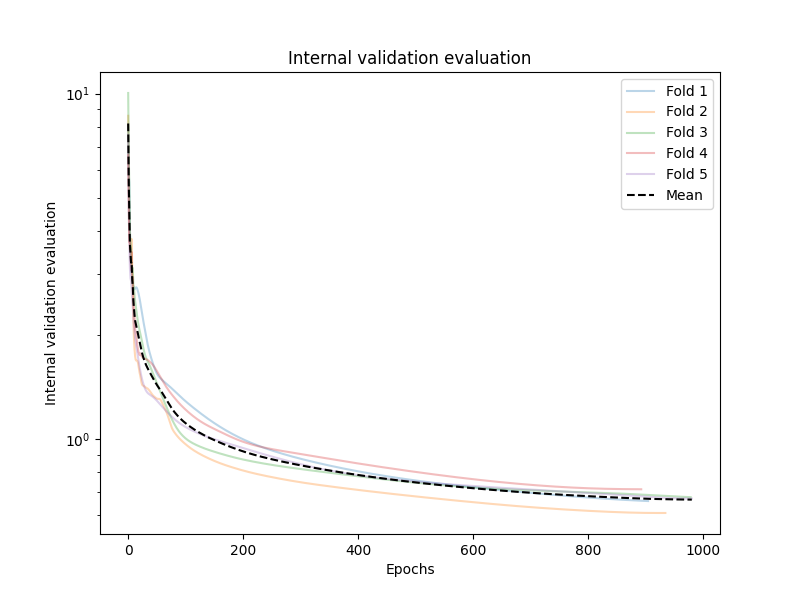 Internal validation evaluation
Internal validation evaluation
10¹
10⁰
0
200
400
600
800
1000
Epochs
Fold 1
Fold 2
Fold 3
Fold 4
Fold 5
Mean